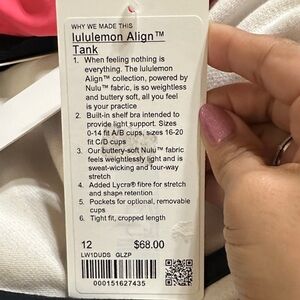 WHY WE MADE THIS
lululemon Align™
Tank
1. When feeling nothing is
everything. The lululemon
Align™ collection, powered by
Nulu™ fabric, is so weightless
and buttery soft, all you feel
is your practice
2. Built-in shelf bra intended to
provide light support. Sizes
0-14 fit A/B cups, sizes 16-20
fit C/D cups
3. Our buttery-soft Nulu™ fabric
feels weightlessly light and is
sweat-wicking and four-way
stretch
4. Added Lycra® fibre for stretch
and shape retention
5. Pockets for optional, removable
cups
6. Tight fit, cropped length
12 $68.00
LW1DUDS GLZP
000151627435